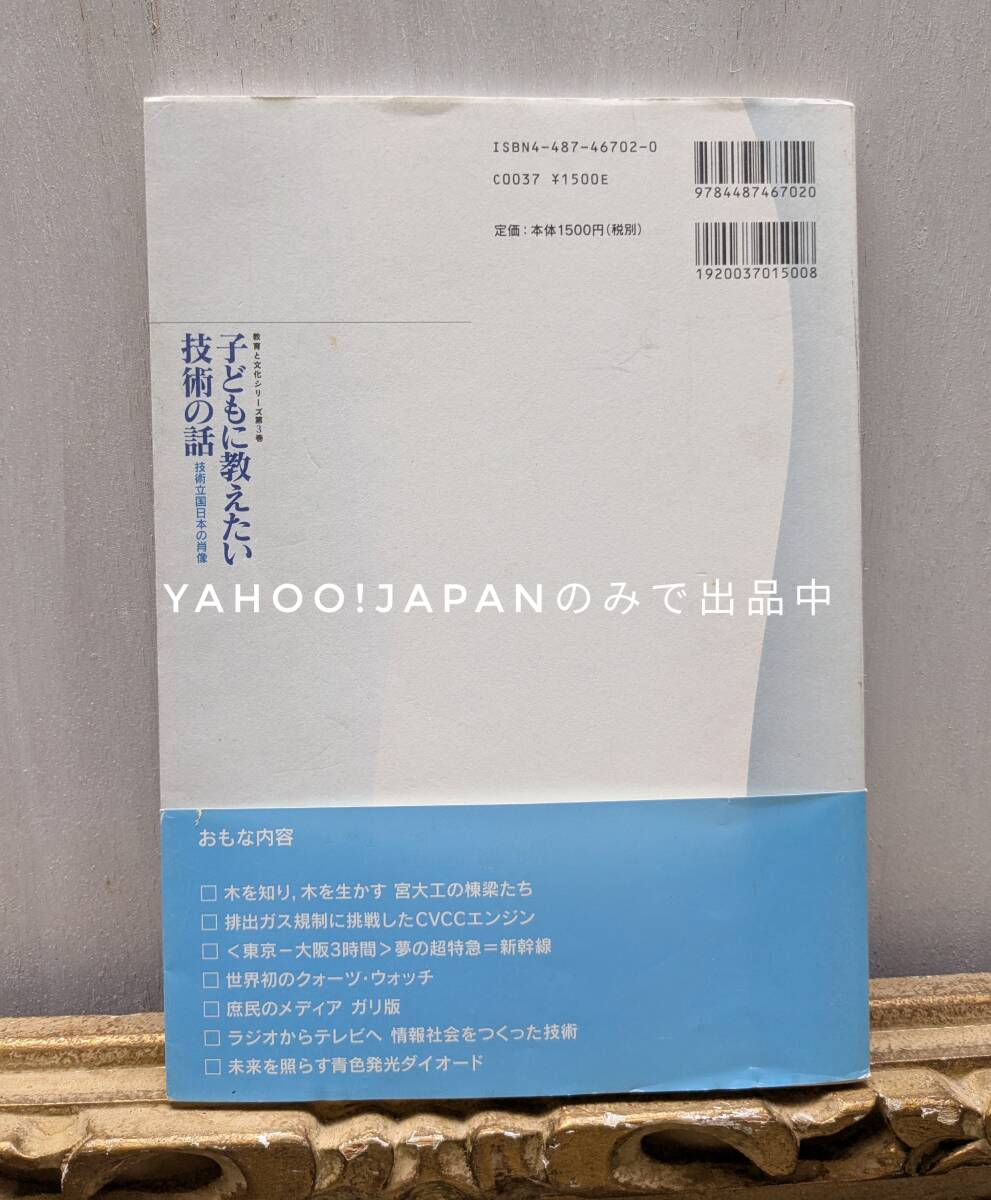 ISBN4-487-46702-0
C0037 ¥1500E
定価：本体1500円(税別)
9784487467020
1920037015008
教育と文化シリーズ第3巻
子どもに教えたい
技術の話
技術立国日本の肖像
YAHOO!JAPANのみで出品中
おもな内容
□ 木を知り,木を生かす 宮大工の棟梁たち
□ 排出ガス規制に挑戦したCVCCエンジン
□ ＜東京－大阪3時間＞夢の超特急＝新幹線
□ 世界初のクォーツ・ウォッチ
□ 庶民のメディア ガリ版
□ ラジオからテレビへ 情報社会をつくった技術
□ 未来を照らす青色発光ダイオード